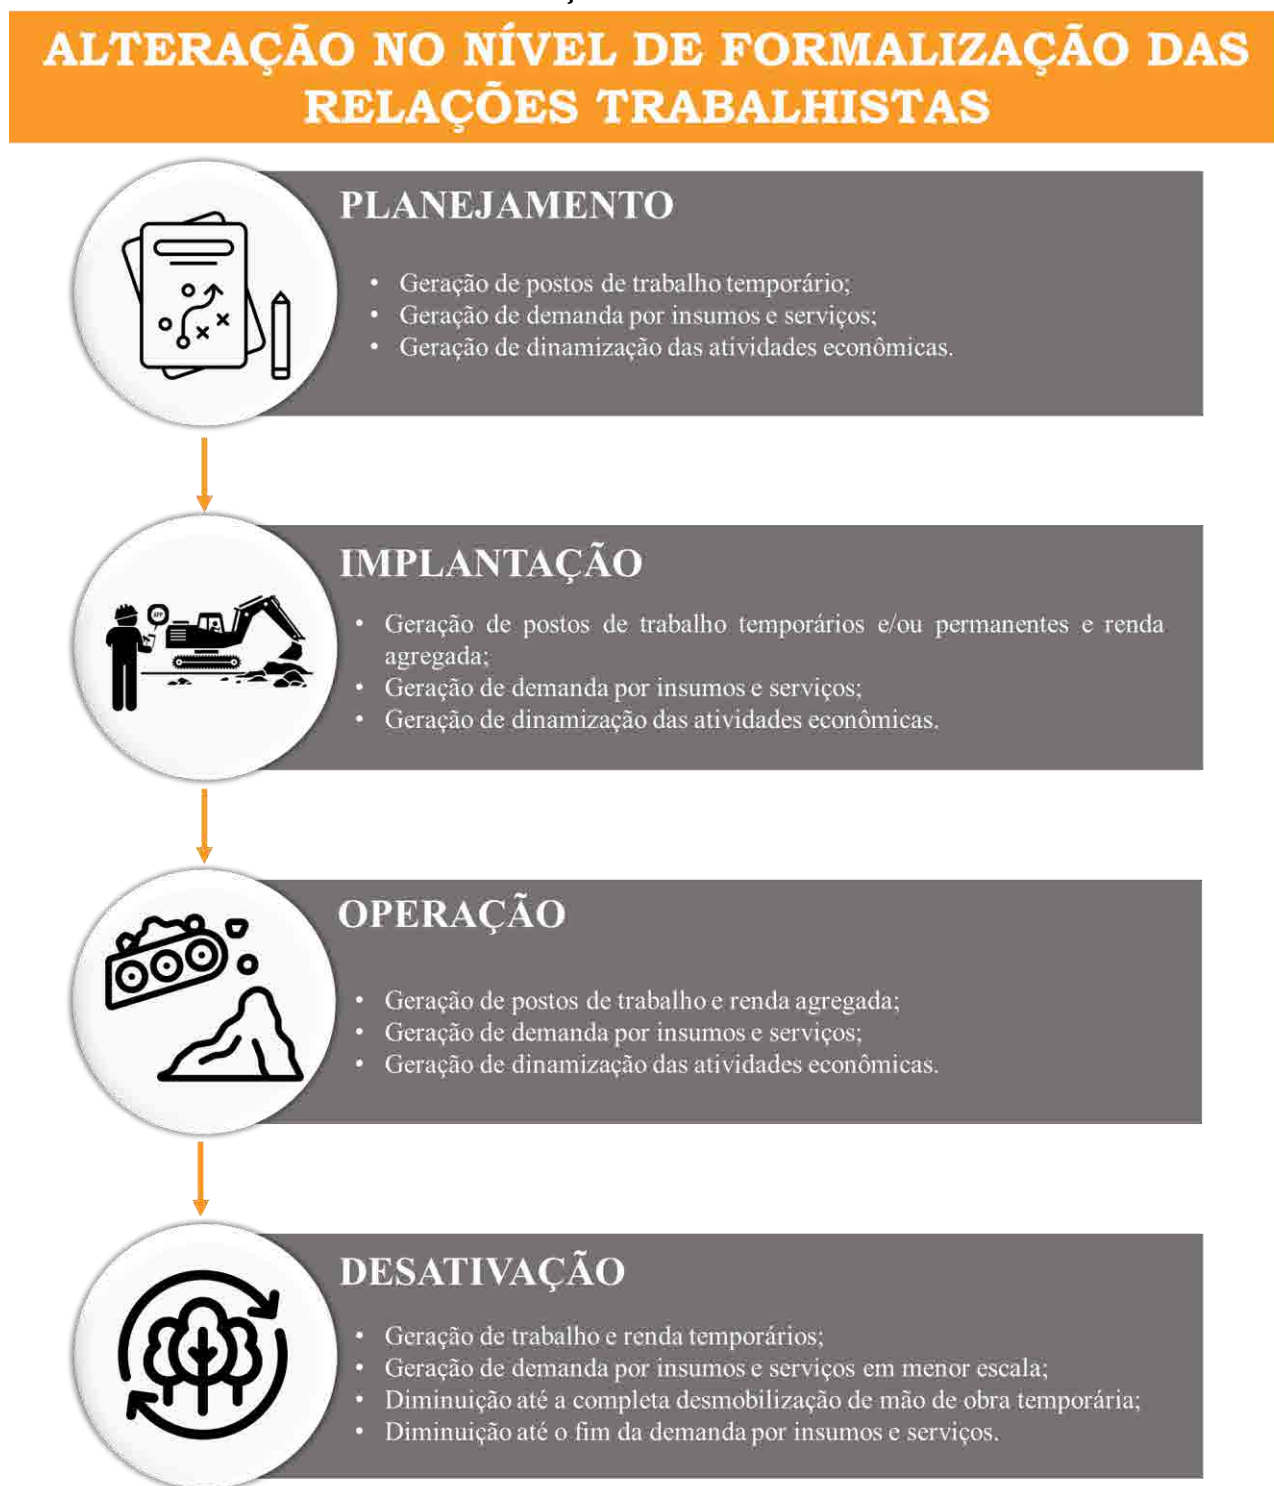 ALTERAÇÃO NO NÍVEL DE FORMALIZAÇÃO DAS
RELAÇÕES TRABALHISTAS
PLANEJAMENTO
• Geração de postos de trabalho temporário;
• Geração de demanda por insumos e serviços;
• Geração de dinamização das atividades econômicas.
IMPLANTAÇÃO
APP
• Geração de postos de trabalho temporários e/ou permanentes e renda
agregada;
• Geração de demanda por insumos e serviços;
• Geração de dinamização das atividades econômicas.
OPERAÇÃO
• Geração de postos de trabalho e renda agregada;
• Geração de demanda por insumos e serviços;
• Geração de dinamização das atividades econômicas.
DESATIVAÇÃO
• Geração de trabalho e renda temporários;
• Geração de demanda por insumos e serviços em menor escala;
• Diminuição até a completa desmobilização de mão de obra temporária;
• Diminuição até o fim da demanda por insumos e serviços.